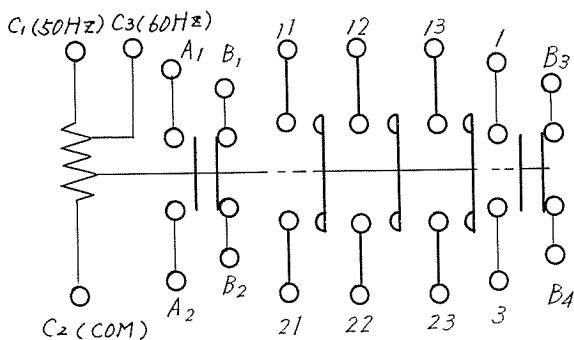 C1(50Hz) C3(60Hz) 11 12 13 1
A1 B1 B3
A2 B2 B4
C2(COM) 21 22 23 3